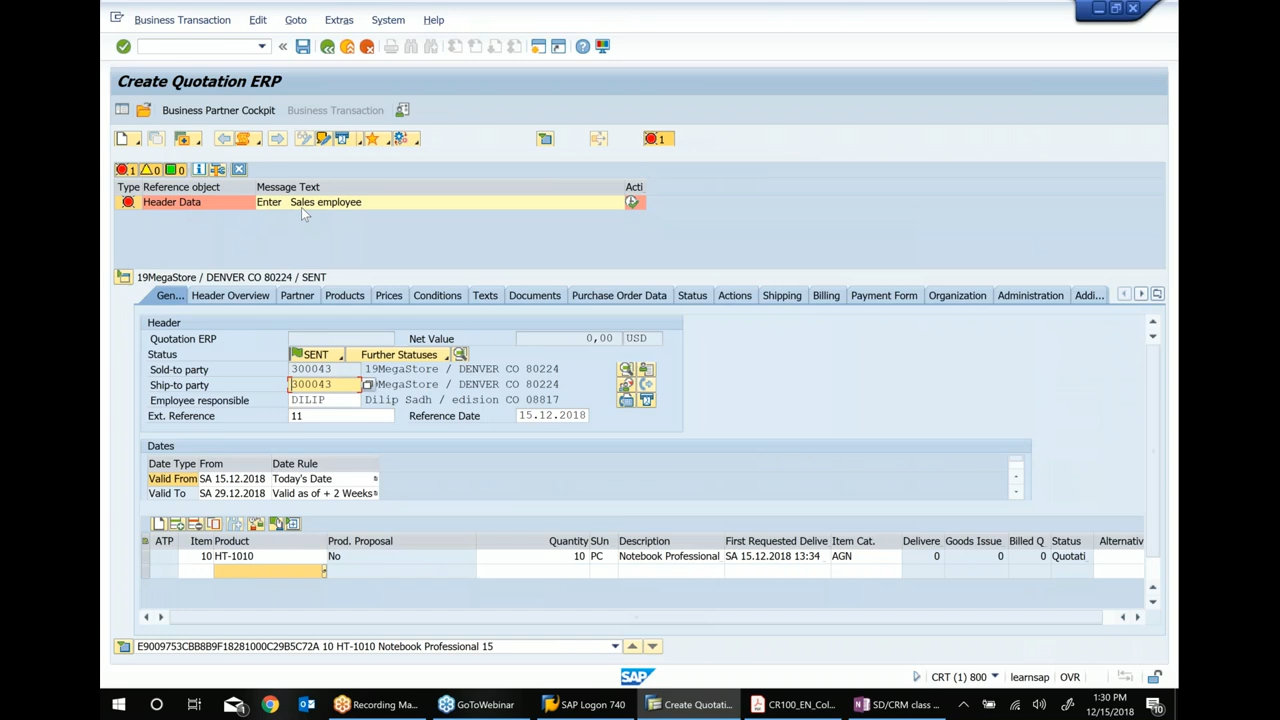 Business Transaction Edit Goto Extras System Help
Create Quotation ERP
Business Partner Cockpit Business Transaction
1
1 0 0
Type Reference object Message Text Acti
Header Data Enter Sales employee
19MegaStore / DENVER CO 80224 / SENT
Gen... Header Overview Partner Products Prices Conditions Texts Documents Purchase Order Data Status Actions Shipping Billing Payment Form Organization Administration Addi...
Header
Quotation ERP Net Value 0,00 USD
Status SENT Further Statuses
Sold-to party 300043 19MegaStore / DENVER CO 80224
Ship-to party 300043 MegaStore / DENVER CO 80224
Employee responsible DILIP Dilip Sadh / edision CO 08817
Ext. Reference 11 Reference Date 15.12.2018
Dates
Date Type From Date Rule
Valid From SA 15.12.2018 Today's Date
Valid To SA 29.12.2018 Valid as of + 2 Weeks
ATP Item Product Prod. Proposal Quantity SUn Description First Requested Delive Item Cat. Delivere Goods Issue Billed Q Status Alternativ
10 HT-1010 No 10 PC Notebook Professional SA 15.12.2018 13:34 AGN 0 0 0 Quotati
E9009753CBB8B9F18281000C29B5C72A 10 HT-1010 Notebook Professional 15
SAP CRT (1) 800 learnsap OVR
Recording Ma... GoToWebinar SAP Logon 740 Create Quotati... CR100_EN_Col... SD/CRM class ... 1:30 PM
12/15/2018 10